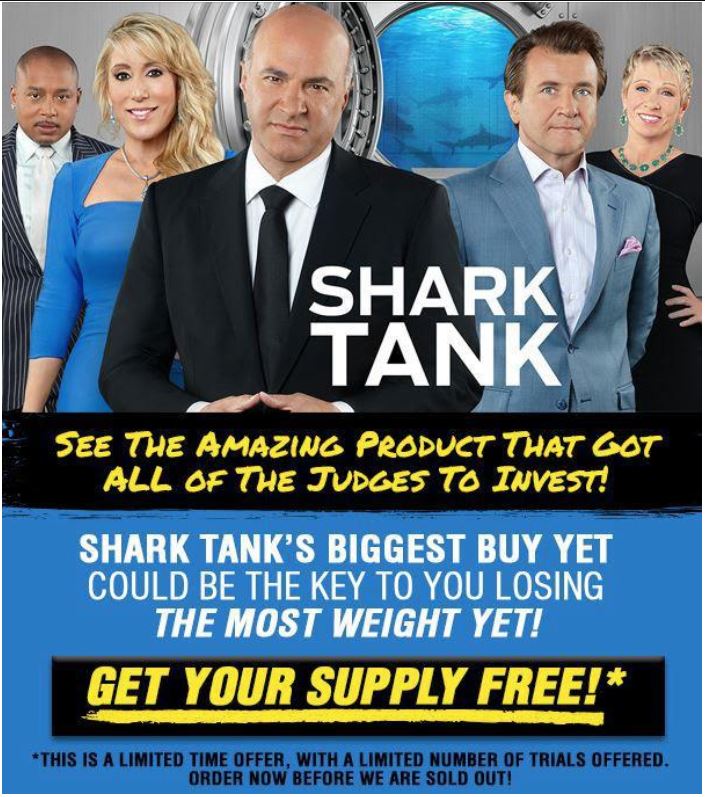 SHARK
TANK
SEE THE AMAZING PRODUCT THAT GOT
ALL OF THE JUDGES TO INVEST!
SHARK TANK'S BIGGEST BUY YET
COULD BE THE KEY TO YOU LOSING
THE MOST WEIGHT YET!
GET YOUR SUPPLY FREE!*
*THIS IS A LIMITED TIME OFFER, WITH A LIMITED NUMBER OF TRIALS OFFERED.
ORDER NOW BEFORE WE ARE SOLD OUT!